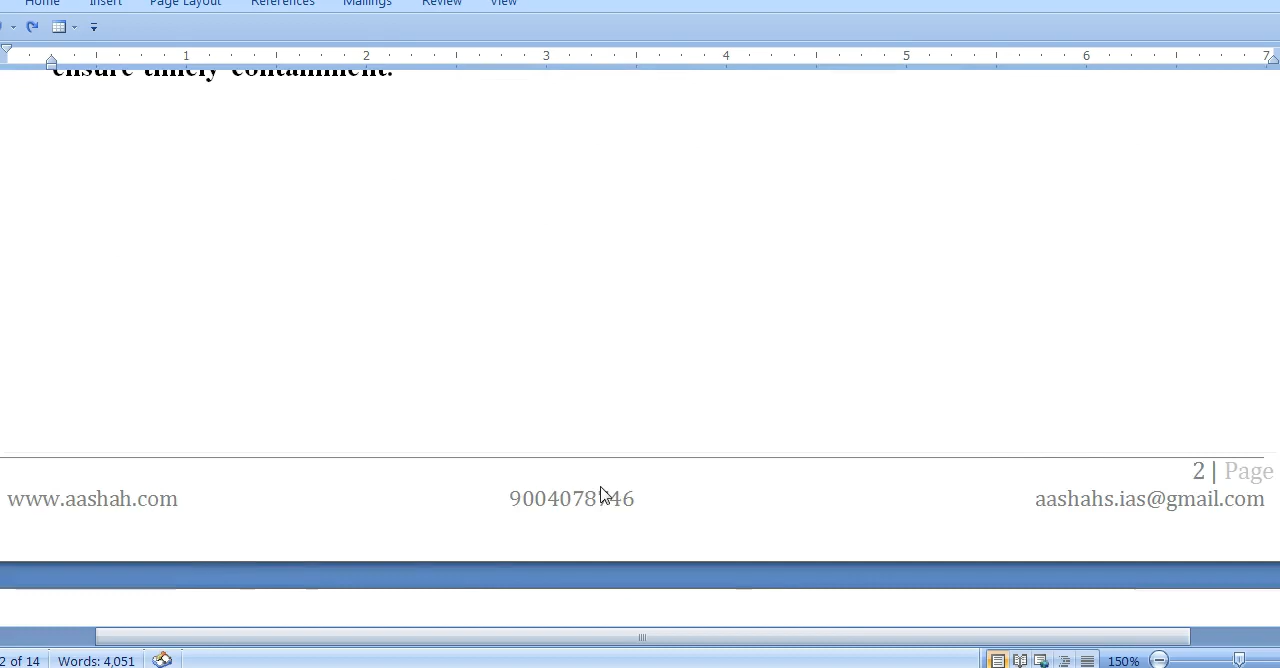 Home Insert Page Layout References Mailings Review View
1 2 3 4 5 6 7
ensure timely containment.
2 | Page
www.aashah.com aashahs.ias@gmail.com
2 of 14 Words: 4,051 150%